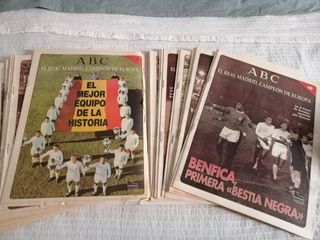 ABC
EL REAL MADRID, CAMPEÓN DE EUROPA
EL
MEJOR
EQUIPO
DE LA
HISTORIA
ABC
EL REAL MADRID, CAMPEÓN DE EUROPA
BENFICA,
PRIMERA «BESTIA NEGRA»